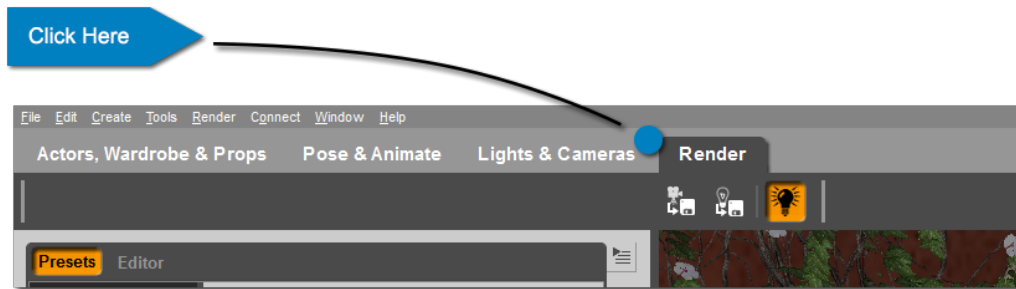 Click Here
File Edit Create Tools Render Connect Window Help
Actors, Wardrobe & Props Pose & Animate Lights & Cameras Render
Presets Editor